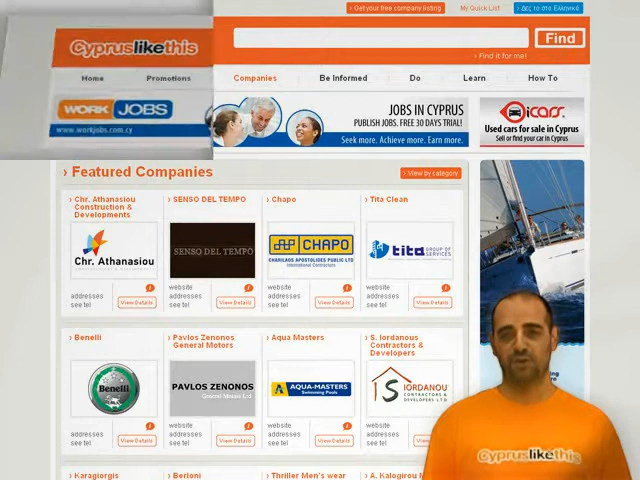 › Get your free company listing
My Quick List
› Δες το στα Ελληνικά
Cypruslikethis
Find
› Find it for me!
Home
Promotions
Companies
Be Informed
Do
Learn
How To
WORK JOBS
www.workjobs.com.cy
JOBS IN CYPRUS
PUBLISH JOBS. FREE 30 DAYS TRIAL!
Seek more. Achieve more. Earn more.
icars
Used cars for sale in Cyprus
Sell or find your car in Cyprus
› Featured Companies
› View by category
› Chr. Athanasiou
Construction &
Developments
› SENSO DEL TEMPO
› Chapo
› Tita Clean
Chr. Athanasiou
SENSO DEL TEMPO
CHAPO
CHARILAOS APOSTOLIDES PUBLIC LTD
International Contractors
tita GROUP OF
SERVICES
addresses
see tel
View Details
website
addresses
see tel
View Details
website
addresses
see tel
View Details
website
addresses
see tel
View Details
› Benelli
› Pavlos Zenonos
General Motors
› Aqua Masters
› S. Iordanous
Contractors &
Developers
Benelli
PAVLOS ZENONOS
General Motors Ltd
AQUA-MASTERS
Swimming Pools
S IORDANOU
CONTRACTORS &
DEVELOPERS LTD
addresses
see tel
View Details
website
addresses
see tel
View Details
website
addresses
see tel
View Details
website
addresses
see tel
› Karagiorgis
› Berloni
› Thriller Men's wear
› A. Kalogirou
Cypruslikethis